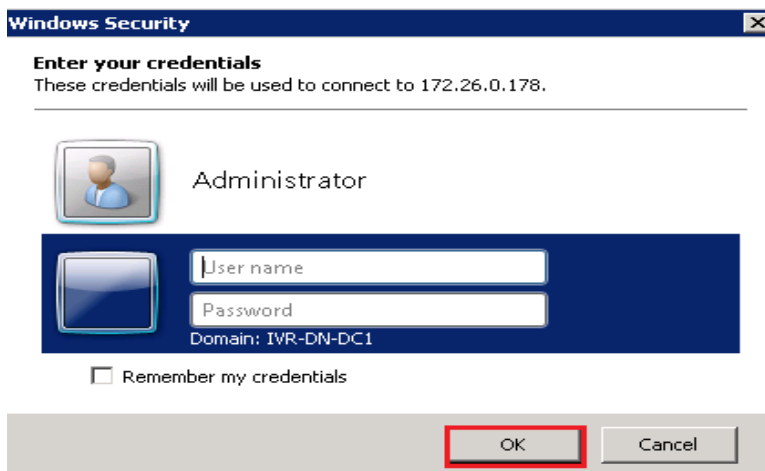 Windows Security
Enter your credentials
These credentials will be used to connect to 172.26.0.178.
Administrator
User name
Password
Domain: IVR-DN-DC1
Remember my credentials
OK Cancel